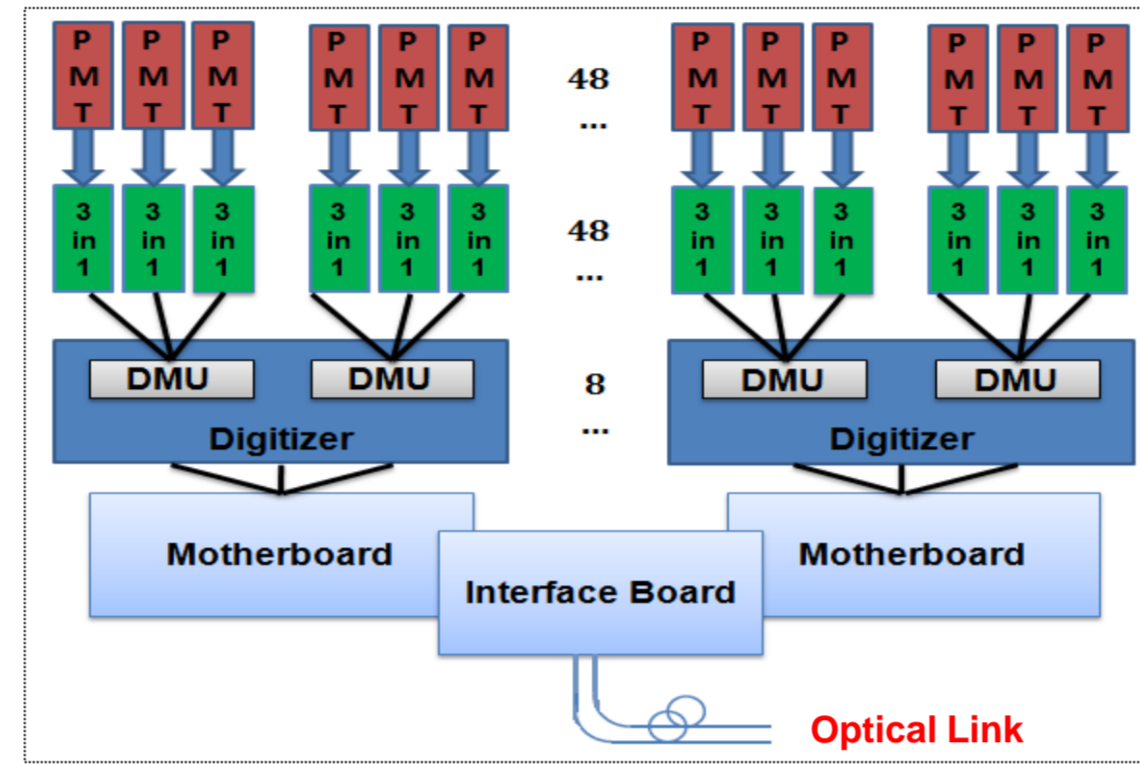 P M T P M T P M T P M T P M T P M T 48 ... P M T P M T P M T P M T P M T P M T
3 in 1 3 in 1 3 in 1 3 in 1 3 in 1 3 in 1 48 ... 3 in 1 3 in 1 3 in 1 3 in 1 3 in 1 3 in 1
DMU DMU 8 ... DMU DMU
Digitizer Digitizer
Motherboard Motherboard
Interface Board
Optical Link